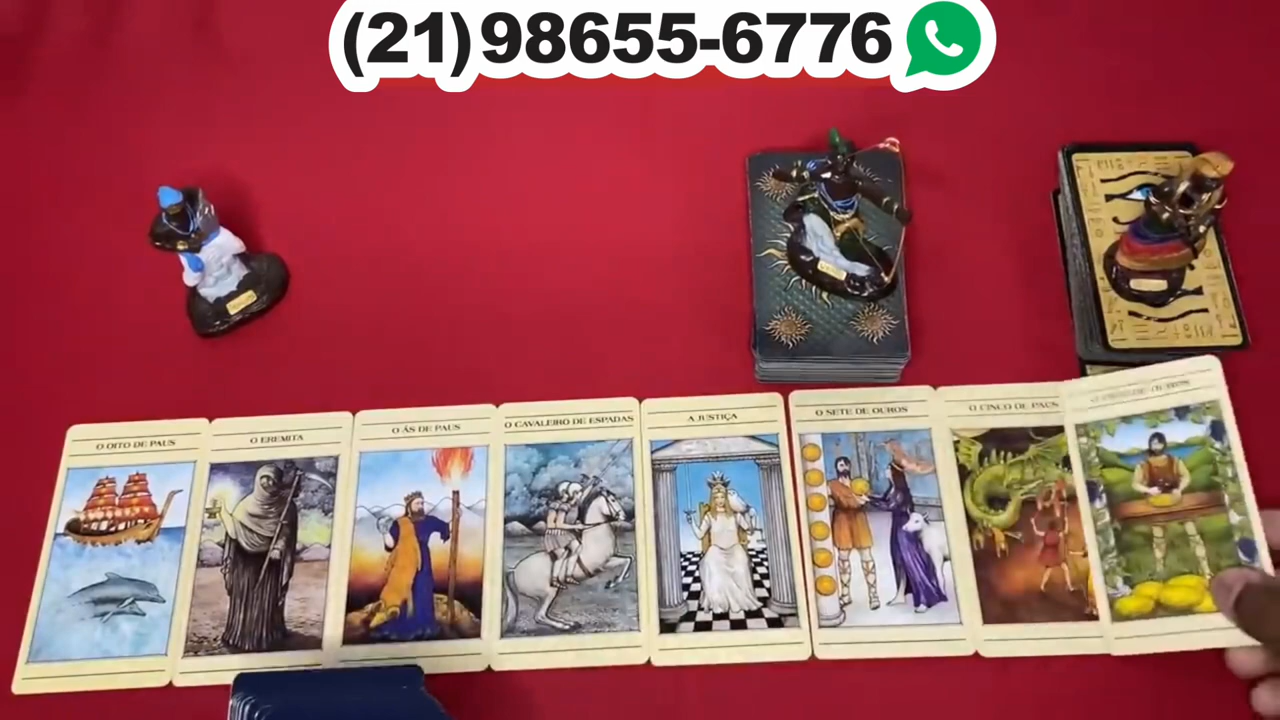 (21)98655-6776
O OITO DE PAUS
O EREMITA
O ÁS DE PAUS
O CAVALEIRO DE ESPADAS
A JUSTIÇA
O SETE DE OUROS
O CINCO DE PAUS